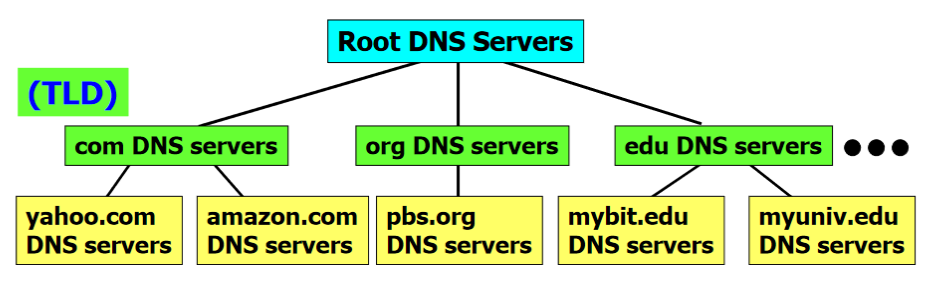 Root DNS Servers
(TLD)
com DNS servers
org DNS servers
edu DNS servers
yahoo.com
DNS servers
amazon.com
DNS servers
pbs.org
DNS servers
mybit.edu
DNS servers
myuniv.edu
DNS servers